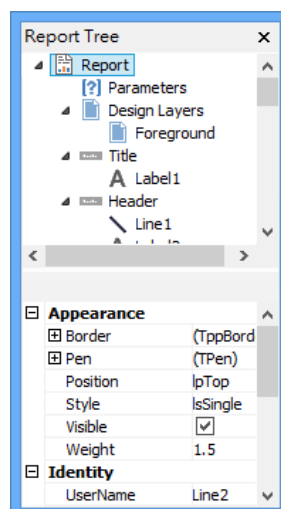 Report Tree
Report
[?] Parameters
Design Layers
Foreground
Title
A Label1
Header
Line1
Appearance
Border (TppBord
Pen (TPen)
Position lpTop
Style lsSingle
Visible
Weight 1.5
Identity
UserName Line2